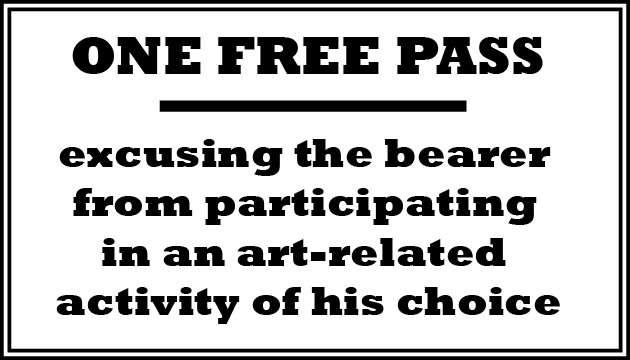 ONE FREE PASS
excusing the bearer
from participating
in an art-related
activity of his choice